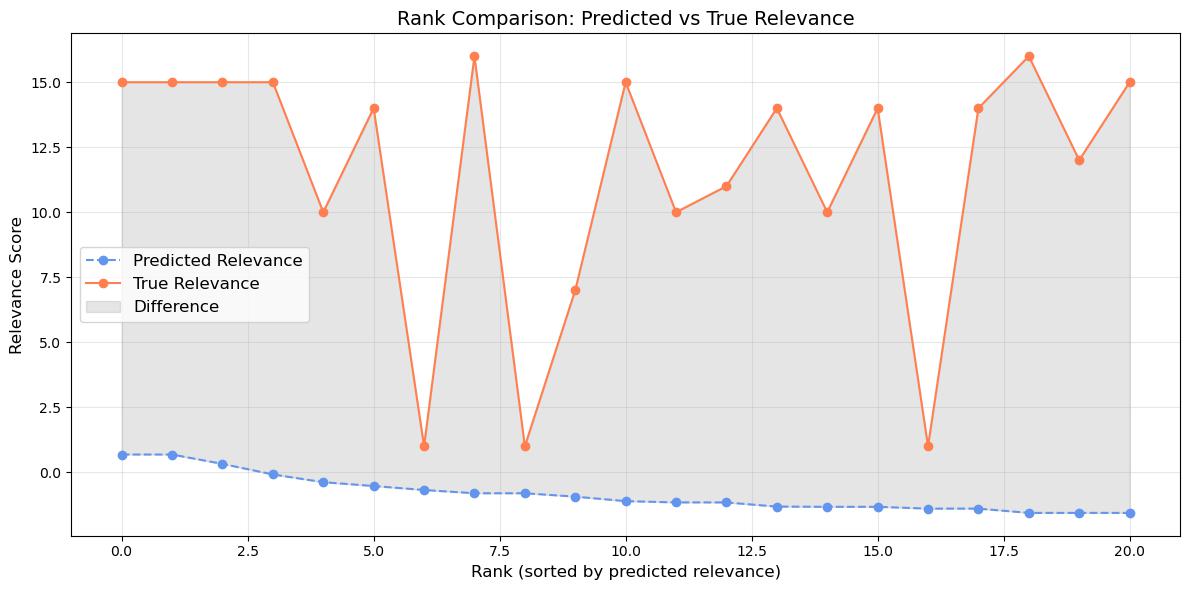 Rank Comparison: Predicted vs True Relevance
Relevance Score
15.0
12.5
10.0
7.5
5.0
2.5
0.0
Predicted Relevance
True Relevance
Difference
0.0 2.5 5.0 7.5 10.0 12.5 15.0 17.5 20.0
Rank (sorted by predicted relevance)